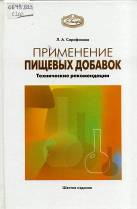 Л. А. Сарафанова
ПРИМЕНЕНИЕ
ПИЩЕВЫХ ДОБАВОК
Технические рекомендации
Шестое издание